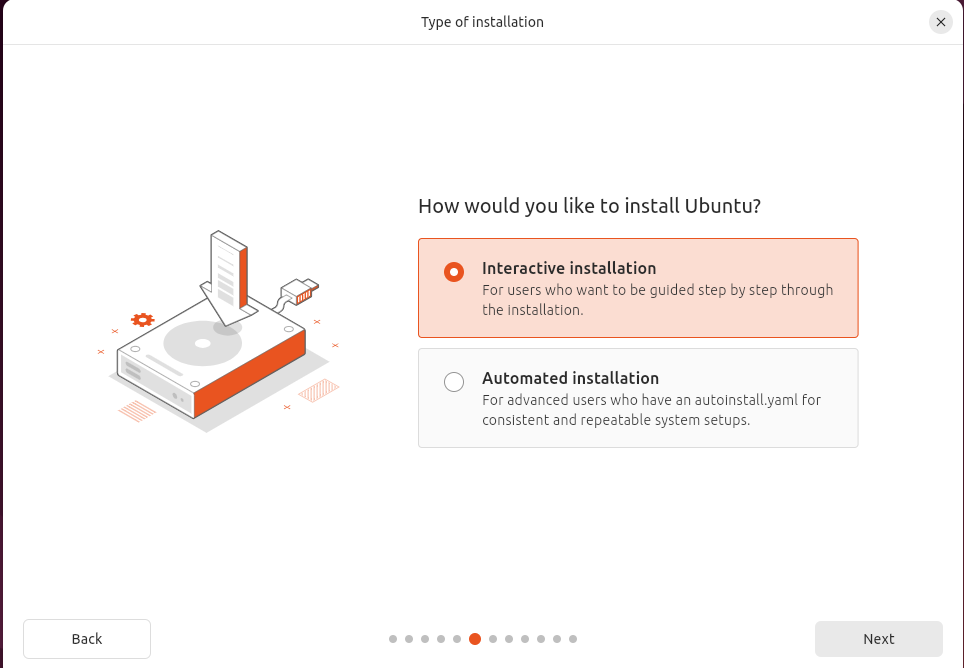 Type of installation
How would you like to install Ubuntu?
Interactive installation
For users who want to be guided step by step through
the installation.
Automated installation
For advanced users who have an autoinstall.yaml for
consistent and repeatable system setups.
Back
Next